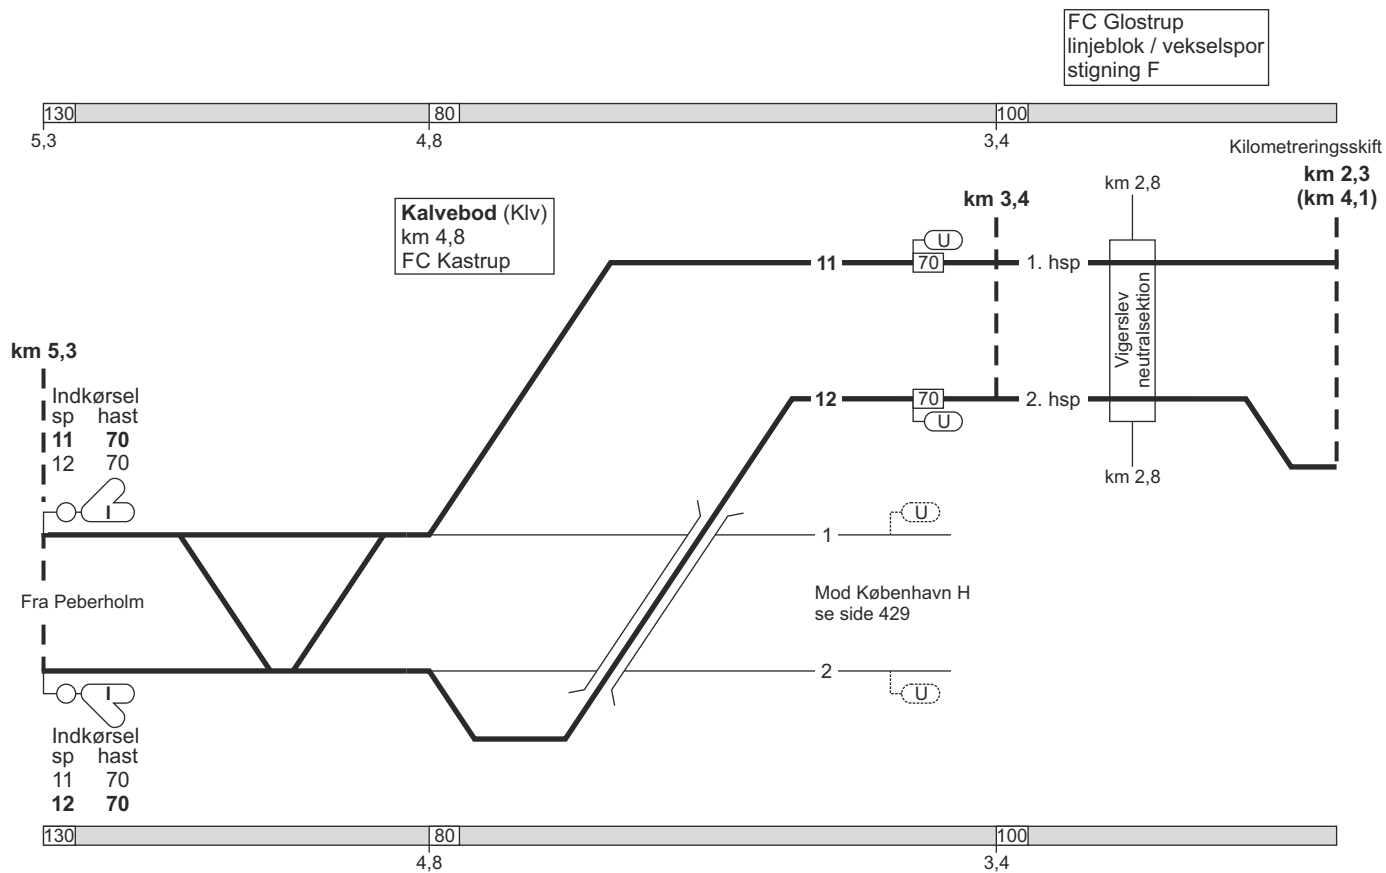 FC Glostrup
linjeblok / vekselspor
stigning F
130
80
100
5,3
4,8
3,4
Kilometreringsskift
km 2,3
(km 4,1)
km 2,8
km 3,4
Kalvebod (Klv)
km 4,8
FC Kastrup
U
11
70
1. hsp
Vigerslev
neutralsektion
km 5,3
Indkørsel
sp hast
11 70
12 70
I
12
70
2. hsp
U
km 2,8
U
1
Fra Peberholm
Mod København H
se side 429
2
I
U
Indkørsel
sp hast
11 70
12 70
130
80
100
4,8
3,4